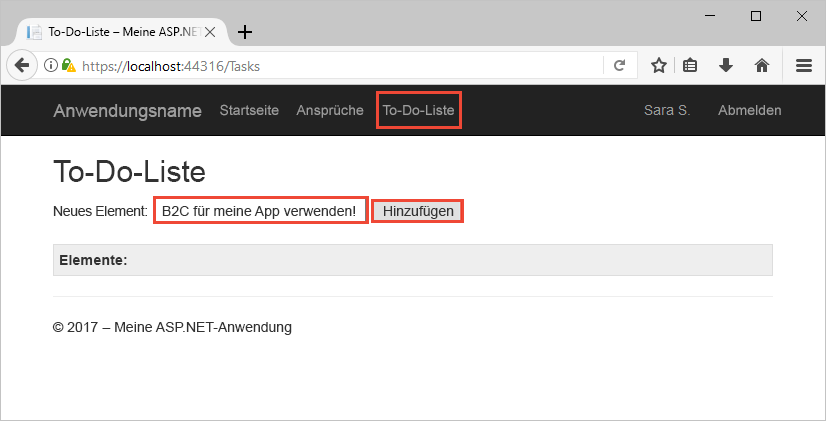 To-Do-Liste – Meine ASP.NET
https://localhost:44316/Tasks
Anwendungsname Startseite Ansprüche To-Do-Liste Sara S. Abmelden
To-Do-Liste
Neues Element: B2C für meine App verwenden! Hinzufügen
Elemente:
© 2017 – Meine ASP.NET-Anwendung